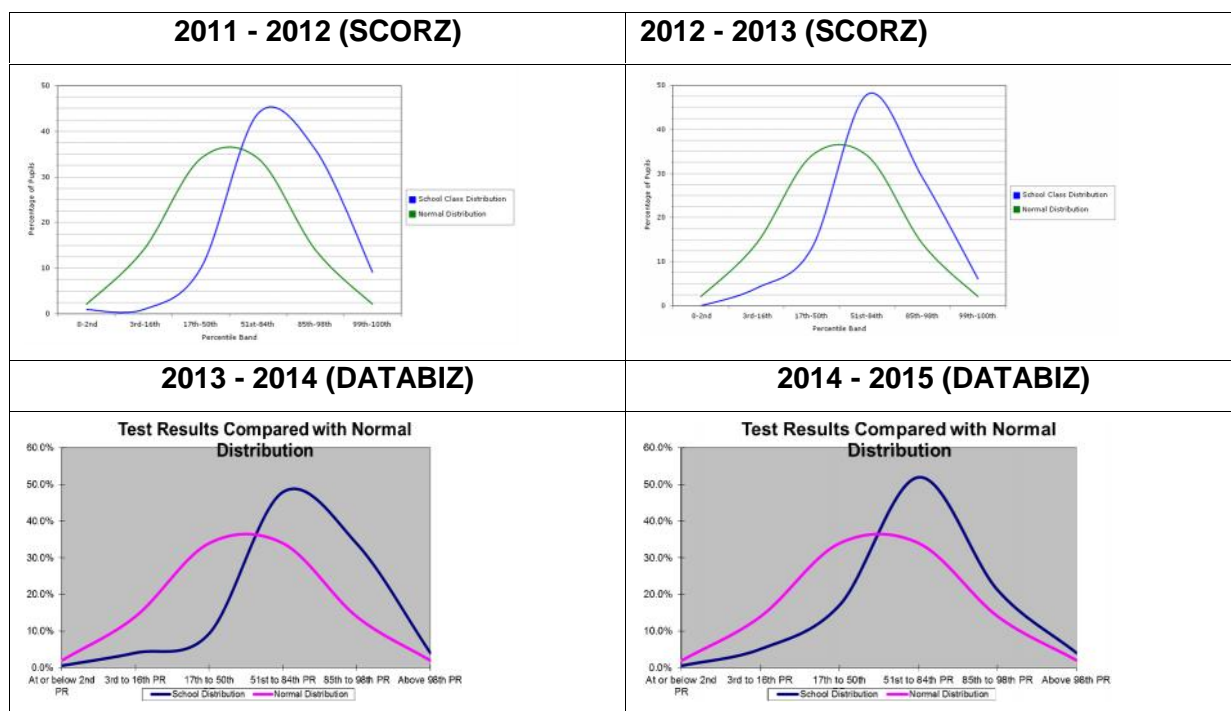 2011 - 2012 (SCORZ)
50
40
30
20
10
0
Percentage of Pupils
0-2nd 3rd-16th 17th-50th 51st-84th 85th-98th 99th-100th
Percentile Band
School Class Distribution
Normal Distribution
2012 - 2013 (SCORZ)
50
40
30
20
10
0
Percentage of Pupils
0-2nd 3rd-16th 17th-50th 51st-84th 85th-98th 99th-100th
Percentile Band
School Class Distribution
Normal Distribution
2013 - 2014 (DATABIZ)
Test Results Compared with Normal
Distribution
60.0%
50.0%
40.0%
30.0%
20.0%
10.0%
0.0%
At or below 2nd PR 3rd to 16th PR 17th to 50th 51st to 84th PR 85th to 98th PR Above 98th PR
School Distribution Normal Distribution
2014 - 2015 (DATABIZ)
Test Results Compared with Normal
Distribution
60.0%
50.0%
40.0%
30.0%
20.0%
10.0%
0.0%
At or below 2nd PR 3rd to 16th PR 17th to 50th 51st to 84th PR 85th to 98th PR Above 98th PR
School Distribution Normal Distribution